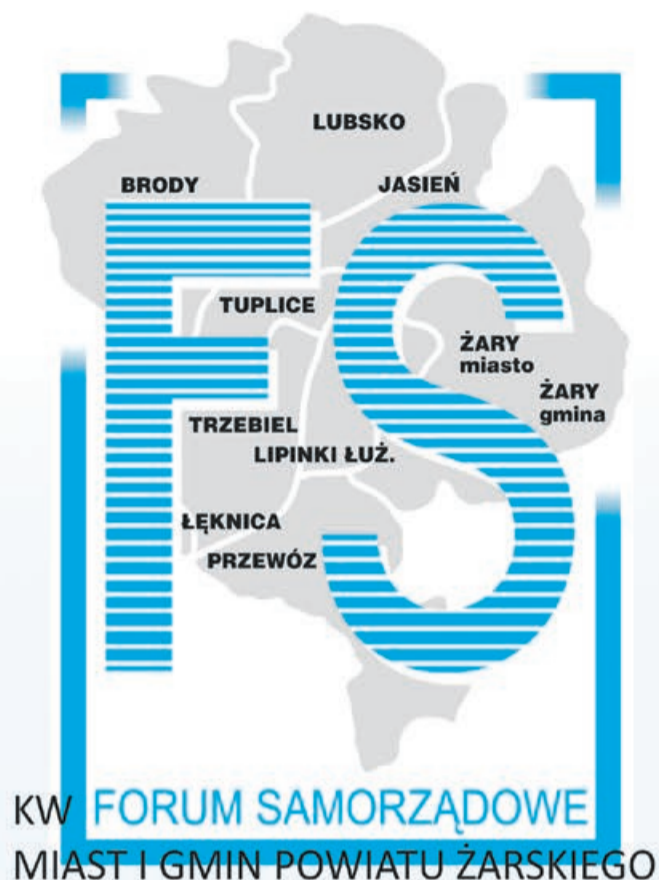 LUBSKO
BRODY JASIEŃ
FS
TUPLICE
ŻARY
miasto
ŻARY
gmina
TRZEBIEL
LIPINKI ŁUŻ.
ŁĘKNICA
PRZEWÓZ
KW FORUM SAMORZĄDOWE
MIAST I GMIN POWIATU ŻARSKIEGO